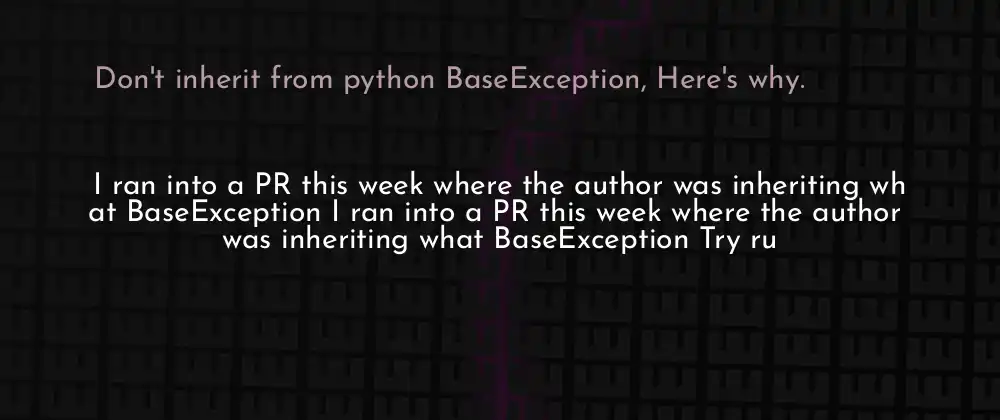 Don't inherit from python BaseException, Here's why.
I ran into a PR this week where the author was inheriting wh
at BaseException I ran into a PR this week where the author
was inheriting what BaseException Try ru